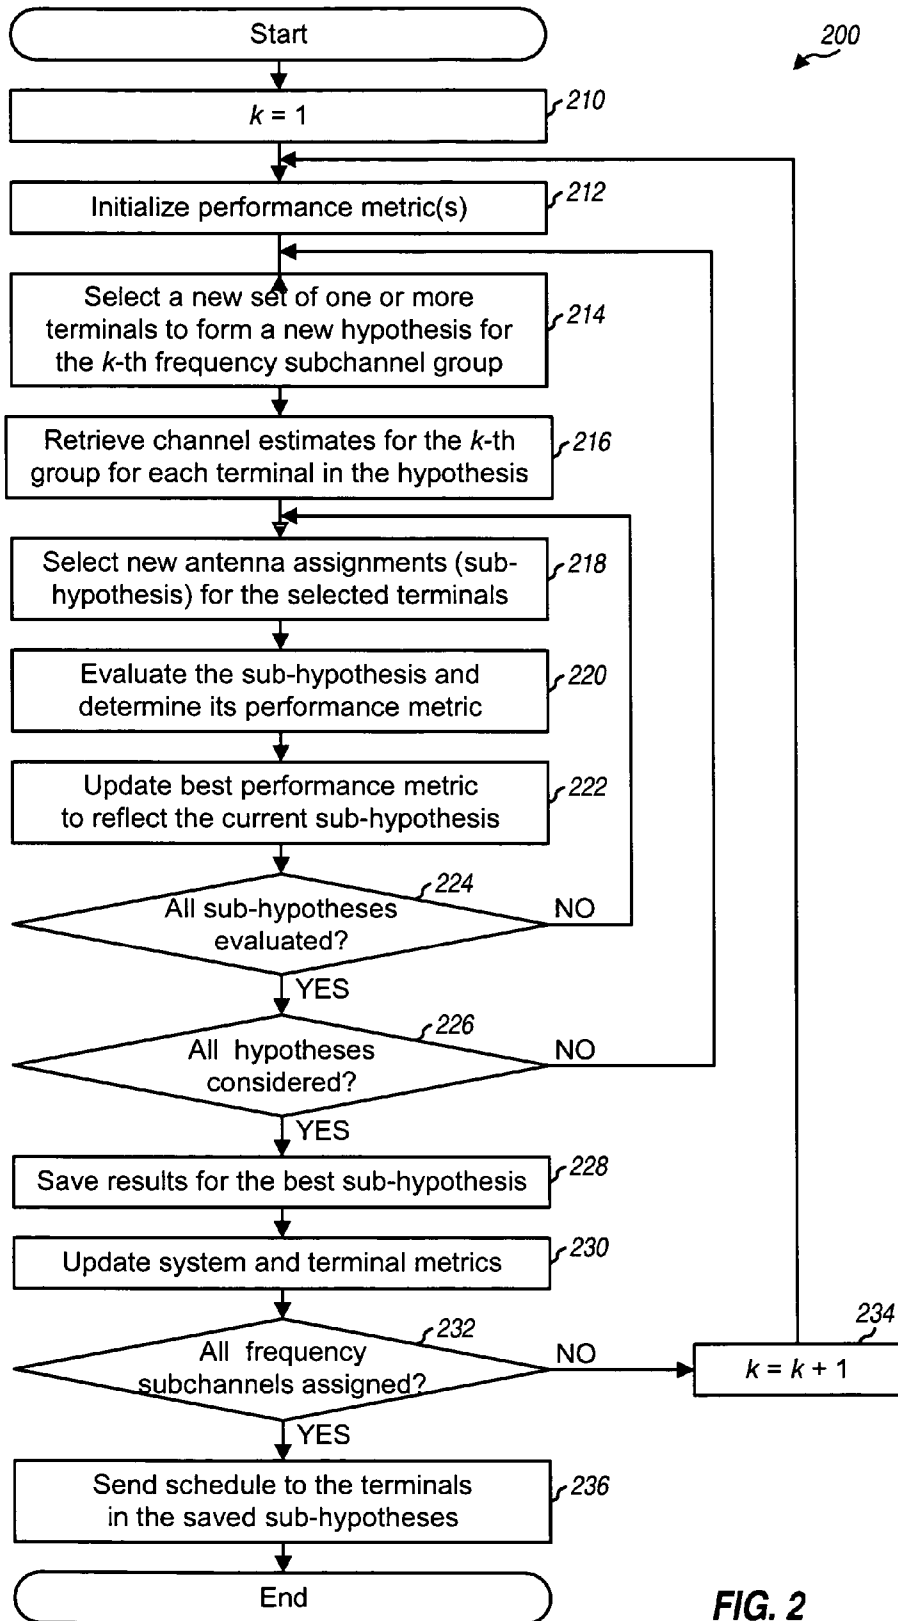 Start
200
k = 1
210
Initialize performance metric(s)
212
Select a new set of one or more
terminals to form a new hypothesis for
the k-th frequency subchannel group
214
Retrieve channel estimates for the k-th
group for each terminal in the hypothesis
216
Select new antenna assignments (sub-
hypothesis) for the selected terminals
218
Evaluate the sub-hypothesis and
determine its performance metric
220
Update best performance metric
to reflect the current sub-hypothesis
222
224
All sub-hypotheses
evaluated?
NO
YES
226
All hypotheses
considered?
NO
YES
Save results for the best sub-hypothesis
228
Update system and terminal metrics
230
232
All frequency
subchannels assigned?
NO
234
k = k + 1
YES
Send schedule to the terminals
in the saved sub-hypotheses
236
End
FIG. 2